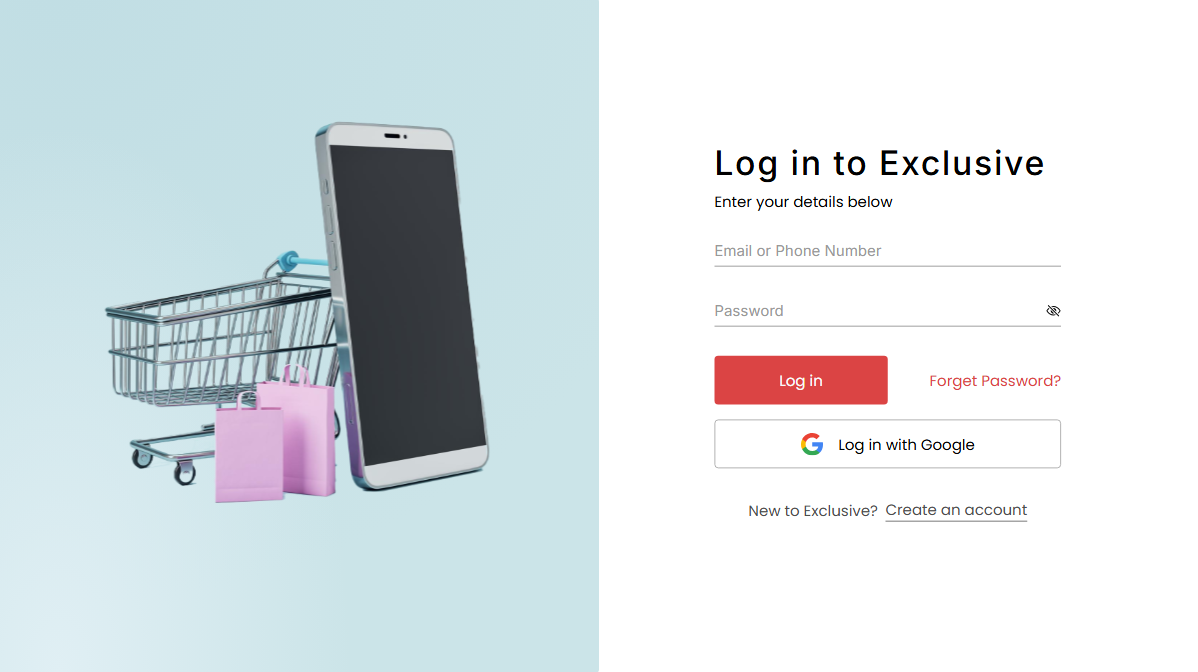 Log in to Exclusive
Enter your details below
Email or Phone Number
Password
Log in
Forget Password?
Log in with Google
New to Exclusive? Create an account